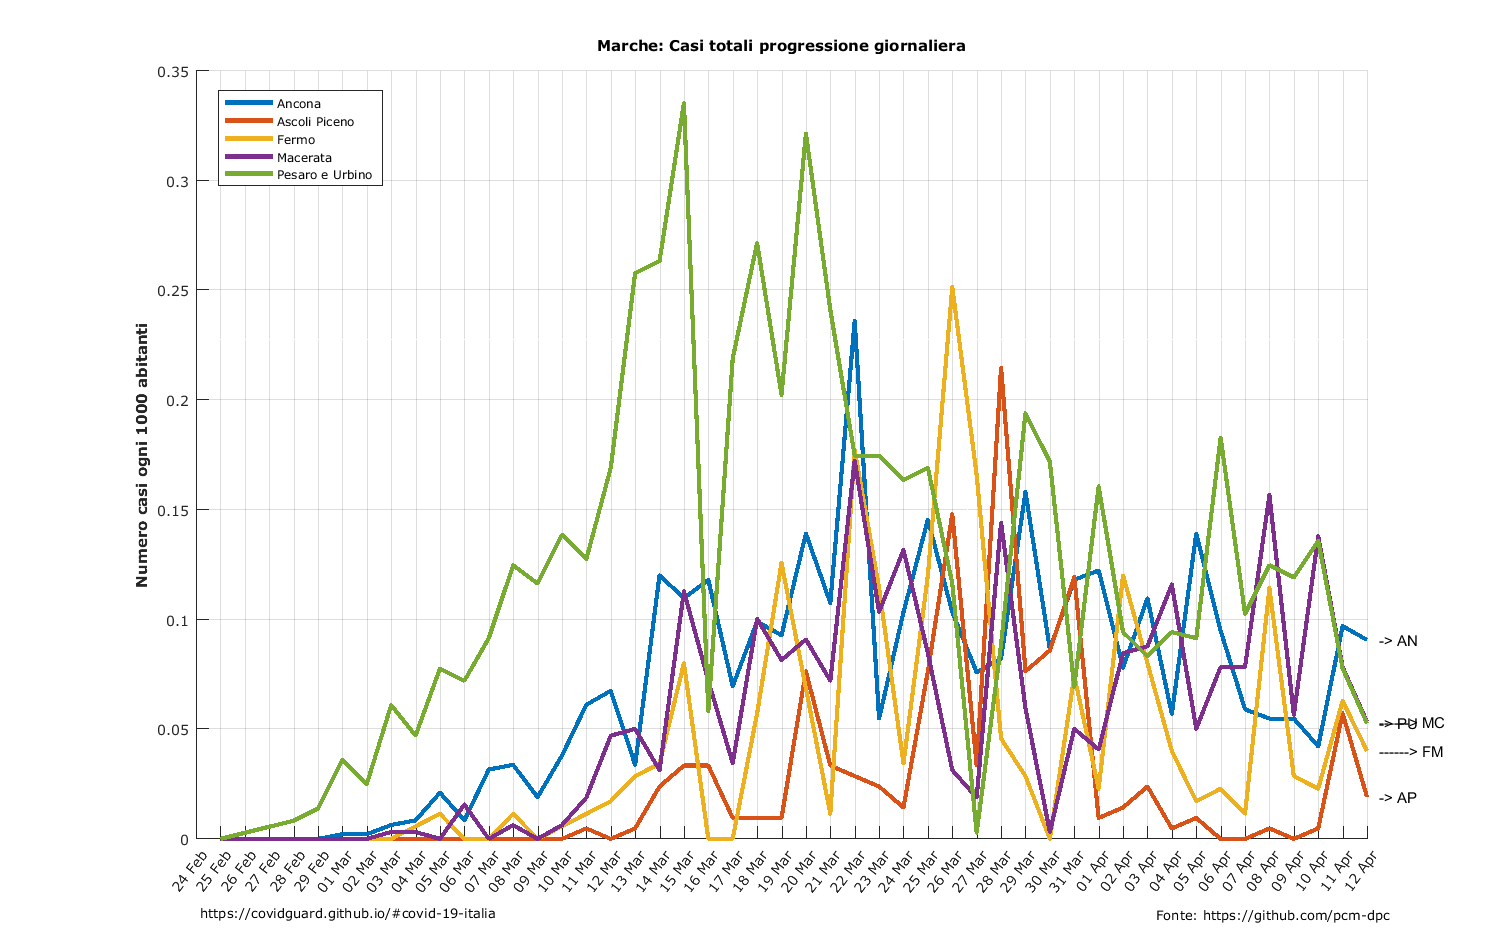 Marche: Casi totali progressione giornaliera
Numero casi ogni 1000 abitanti
0.35
0.3
0.25
0.2
0.15
0.1
0.05
0
Ancona
Ascoli Piceno
Fermo
Macerata
Pesaro e Urbino
-> AN
-> PU
----> MC
------> FM
-> AP
24 Feb
25 Feb
26 Feb
27 Feb
28 Feb
29 Feb
01 Mar
02 Mar
03 Mar
04 Mar
05 Mar
06 Mar
07 Mar
08 Mar
09 Mar
10 Mar
11 Mar
12 Mar
13 Mar
14 Mar
15 Mar
16 Mar
17 Mar
18 Mar
19 Mar
20 Mar
21 Mar
22 Mar
23 Mar
24 Mar
25 Mar
26 Mar
27 Mar
28 Mar
29 Mar
30 Mar
31 Mar
01 Apr
02 Apr
03 Apr
04 Apr
05 Apr
06 Apr
07 Apr
08 Apr
09 Apr
10 Apr
11 Apr
12 Apr
https://covidguard.github.io/#covid-19-italia
Fonte: https://github.com/pcm-dpc